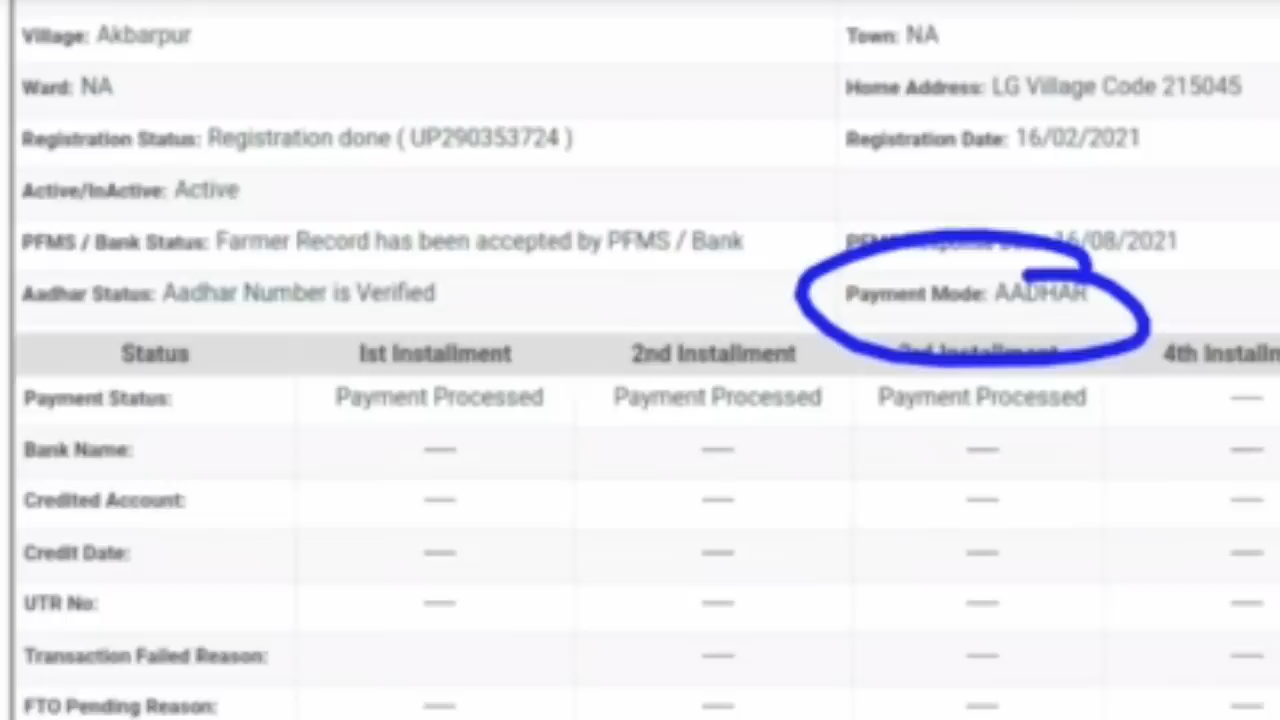 Village: Akbarpur Town: NA
Ward: NA Home Address: LG Village Code 215045
Registration Status: Registration done ( UP290353724 ) Registration Date: 16/02/2021
Active/InActive: Active
PFMS / Bank Status: Farmer Record has been accepted by PFMS / Bank 16/08/2021
Aadhar Status: Aadhar Number is Verified Payment Mode: AADHAR
Status Ist Installment 2nd Installment 3rd Installment 4th
Payment Status: Payment Processed Payment Processed Payment Processed —
Bank Name: — — — —
Credited Account: — — — —
Credit Date: — — — —
UTR No: — — — —
Transaction Failed Reason: — — —
FTO Pending Reason: — — — —